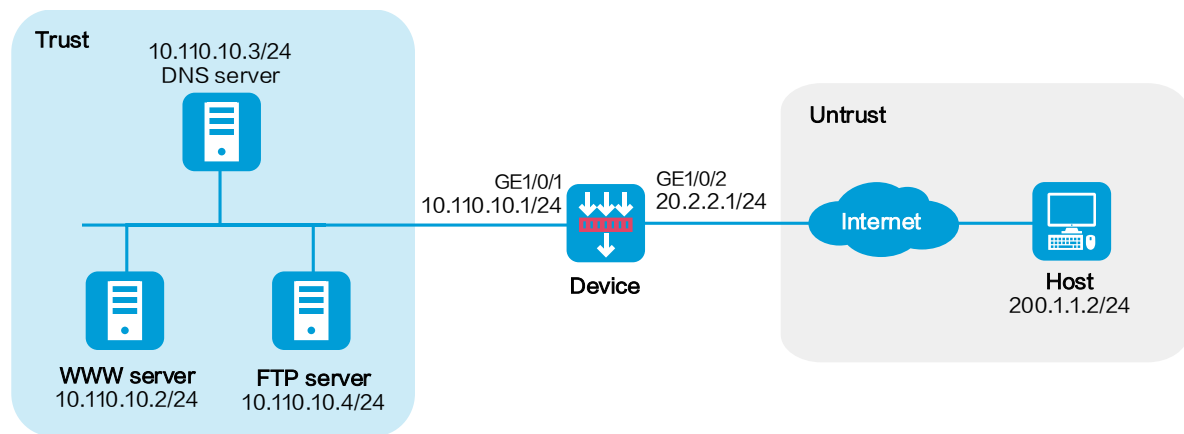 Trust
10.110.10.3/24
DNS server
Untrust
GE1/0/1
10.110.10.1/24
GE1/0/2
20.2.2.1/24
Internet
Device
Host
200.1.1.2/24
WWW server
10.110.10.2/24
FTP server
10.110.10.4/24